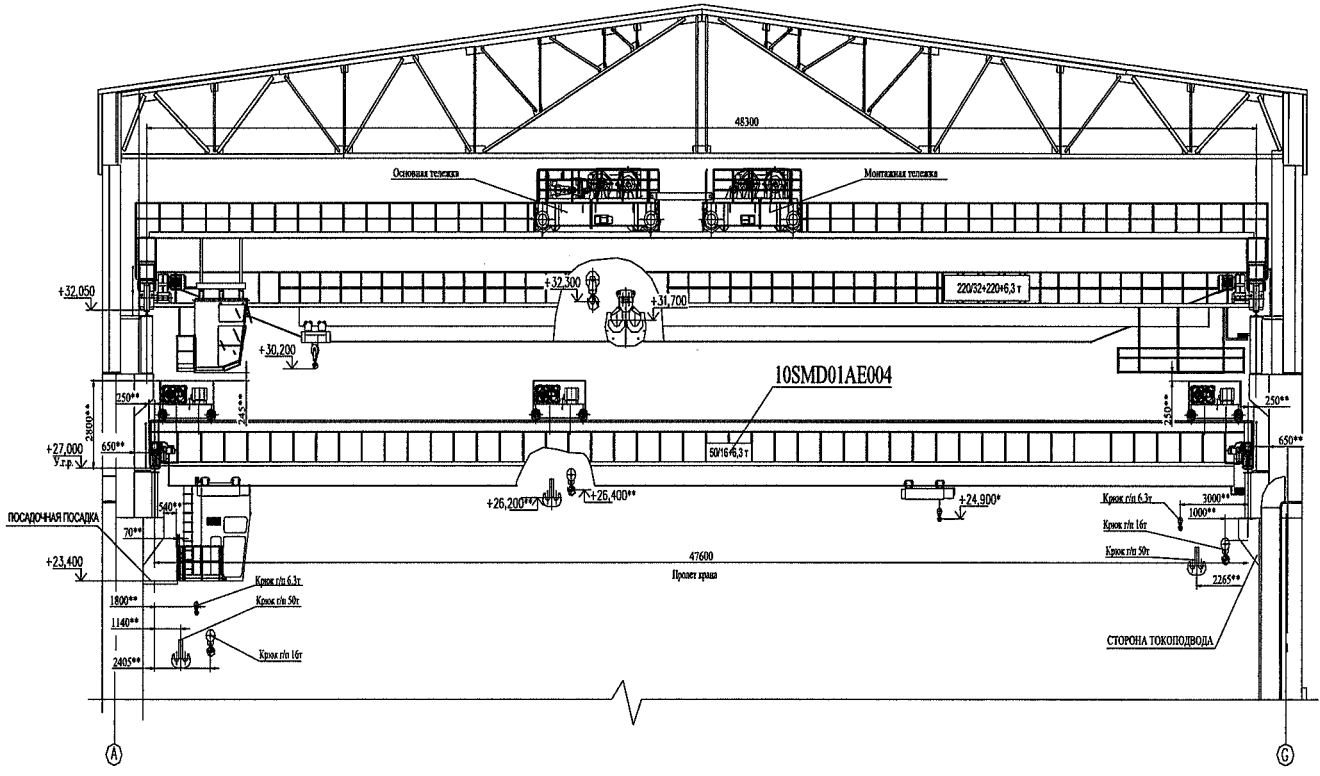 48300
Основная тележка
Монтажная тележка
+32,050
+32,300
220/32+220+6,3 т
+31,700
+30,200
10SMD01AE004
250**
245**
250**
250**
2800**
+27,000
У.г.р.
650**
650**
50/16+6,3 т
+26,200**
+26,400**
+24,900*
Крюк г/п 6.3т
3000**
540**
1000**
ПОСАДОЧНАЯ ПОСАДКА
Крюк г/п 16т
70**
Крюк г/п 50т
47600
+23,400
Пролет крана
2265**
Крюк г/п 6.3т
1800**
Крюк г/п 50т
1140**
СТОРОНА ТОКОПОДВОДА
Крюк г/п 16т
2405**
А
G